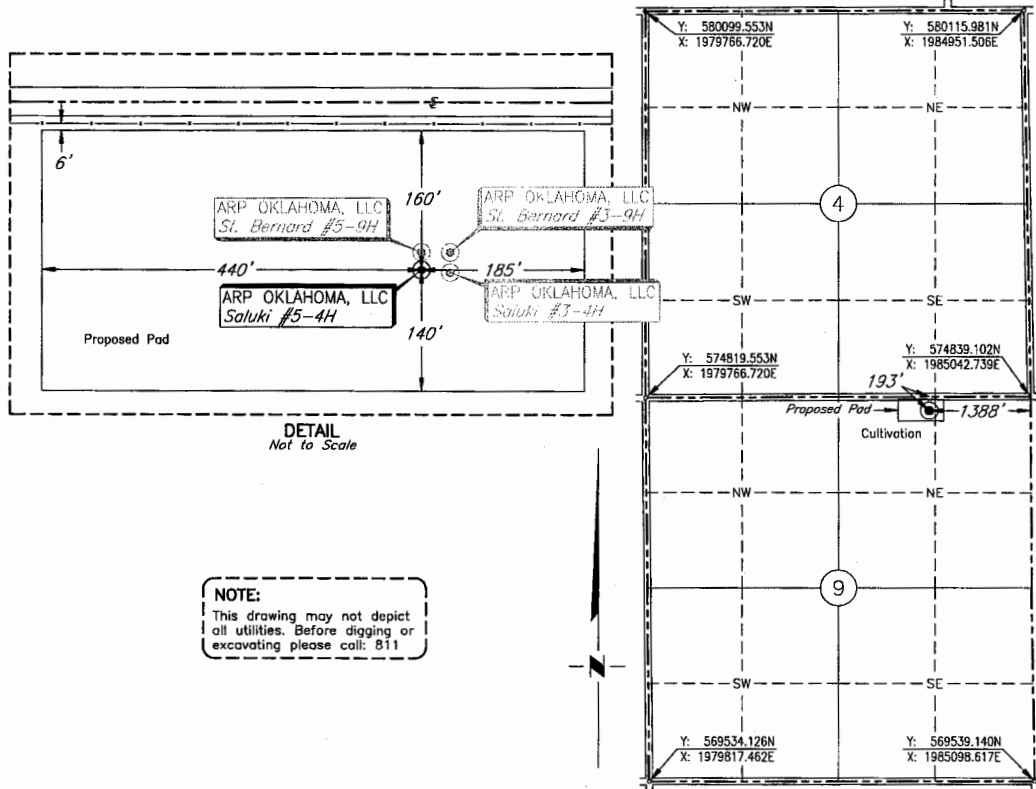 Y: 580099.553N
X: 1979766.720E
Y: 580115.981N
X: 1984951.506E
NW
NE
4
SW
SE
Y: 574819.553N
X: 1979766.720E
Y: 574839.102N
X: 1985042.739E
193'
Proposed Pad
1388'
Cultivation
NW
NE
9
SW
SE
Y: 569534.126N
X: 1979817.462E
Y: 569539.140N
X: 1985098.617E
℄
6'
160'
ARP OKLAHOMA, LLC
St. Bernard #5-9H
ARP OKLAHOMA, LLC
St. Bernard #3-9H
440'
185'
ARP OKLAHOMA, LLC
Saluki #5-4H
ARP OKLAHOMA, LLC
Saluki #3-4H
140'
Proposed Pad
DETAIL
Not to Scale
NOTE:
This drawing may not depict
all utilities. Before digging or
excavating please call: 811
N